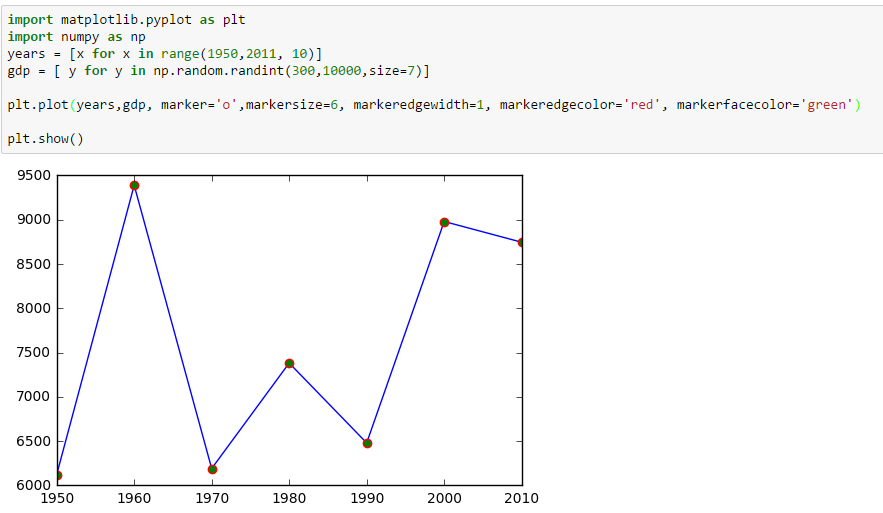 import matplotlib.pyplot as plt
import numpy as np
years = [x for x in range(1950,2011, 10)]
gdp = [ y for y in np.random.randint(300,10000,size=7)]
plt.plot(years,gdp, marker='o',markersize=6, markeredgewidth=1, markeredgecolor='red', markerfacecolor='green')
plt.show()
9500
9000
8500
8000
7500
7000
6500
6000
1950 1960 1970 1980 1990 2000 2010